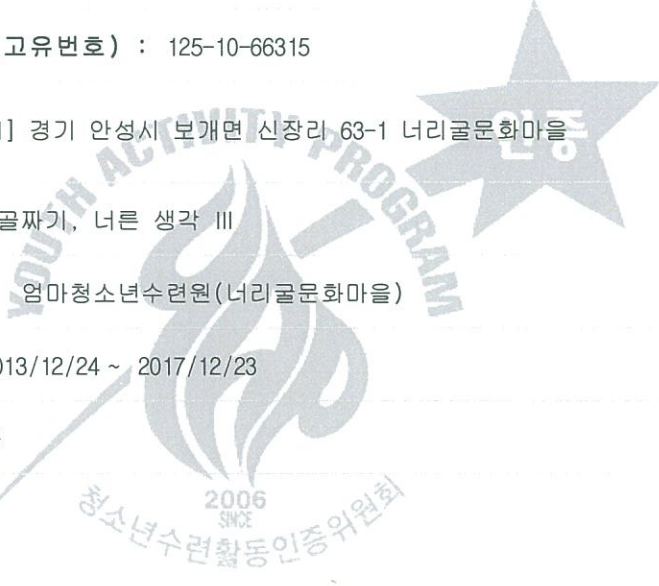 고유번호) : 125-10-66315
] 경기 안성시 보개면 신장리 63-1 너리굴문화마을
인증
YOUTH ACTIVITY PROGRAM
골짜기, 너른 생각 III
엄마청소년수련원(너리굴문화마을)
013/12/24 ~ 2017/12/23
2006
SINCE
청소년수련활동인증위원회